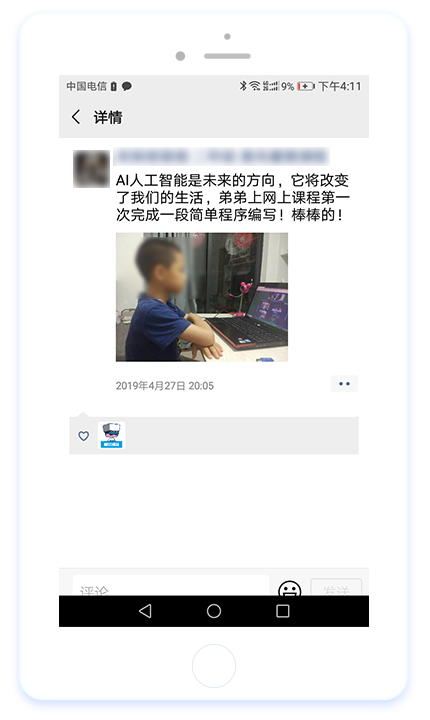 中国电信 9% 下午4:11
详情
AI人工智能是未来的方向，它将改变
了我们的生活，弟弟上网上课程第一
次完成一段简单程序编写！棒棒的！
2019年4月27日 20:05
评论
发送